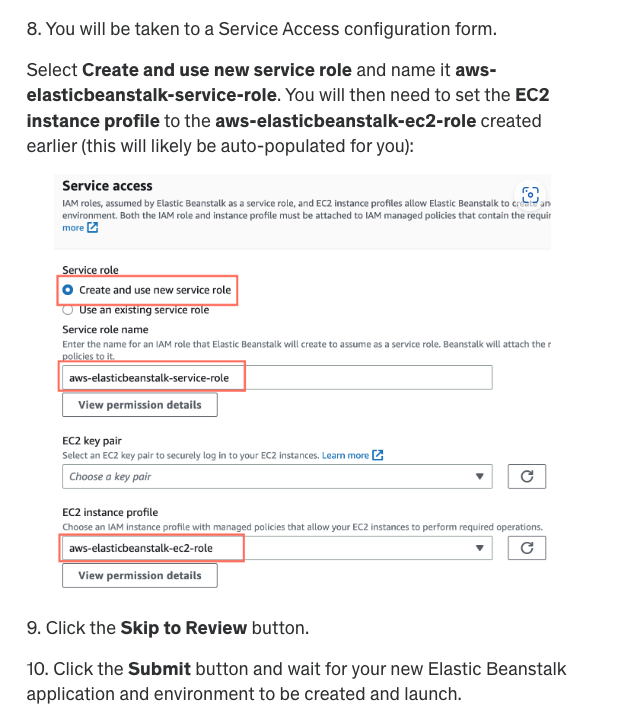 8. You will be taken to a Service Access configuration form.
Select Create and use new service role and name it aws-
elasticbeanstalk-service-role. You will then need to set the EC2
instance profile to the aws-elasticbeanstalk-ec2-role created
earlier (this will likely be auto-populated for you):
Service access
IAM roles, assumed by Elastic Beanstalk as a service role, and EC2 instance profiles allow Elastic Beanstalk to create an
environment. Both the IAM role and instance profile must be attached to IAM managed policies that contain the requir
more
Service role
Create and use new service role
Use an existing service role
Service role name
Enter the name for an IAM role that Elastic Beanstalk will create to assume as a service role. Beanstalk will attach the r
policies to it.
aws-elasticbeanstalk-service-role
View permission details
EC2 key pair
Select an EC2 key pair to securely log in to your EC2 instances. Learn more
Choose a key pair
EC2 instance profile
Choose an IAM instance profile with managed policies that allow your EC2 instances to perform required operations.
aws-elasticbeanstalk-ec2-role
View permission details
9. Click the Skip to Review button.
10. Click the Submit button and wait for your new Elastic Beanstalk
application and environment to be created and launch.